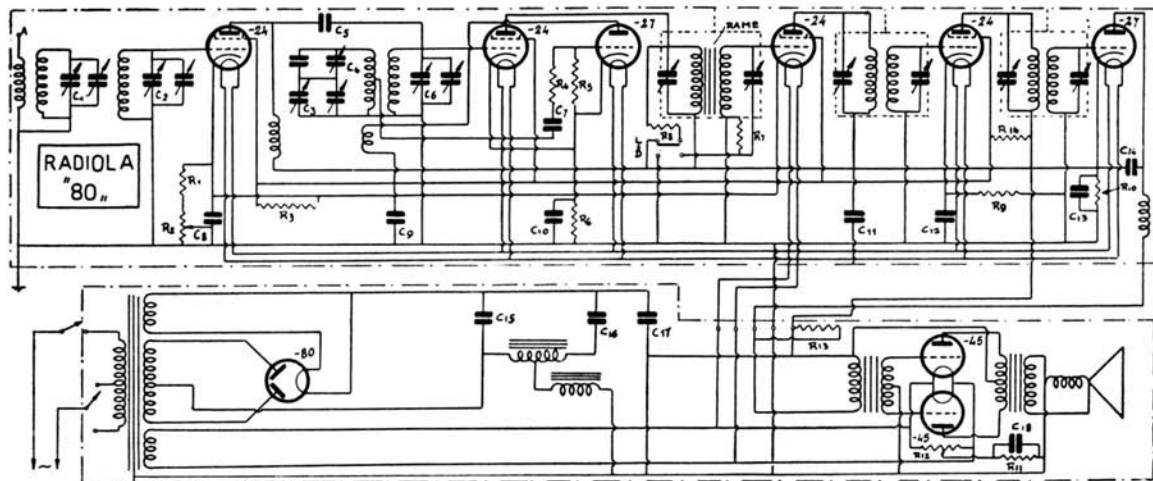 A
C1
C2
-24
C5
C3
C4
C6
-24
-27
R4
R5
C7
RAME
R8
R7
-24
-24
-27
R14
C14
RADIOLA
"80„
R1
R2
C8
R3
C9
C10
R6
L
D
C11
C12
R9
C13
R10
-80
C15
C16
C17
R13
-45
-45
R12
C18
R11
~